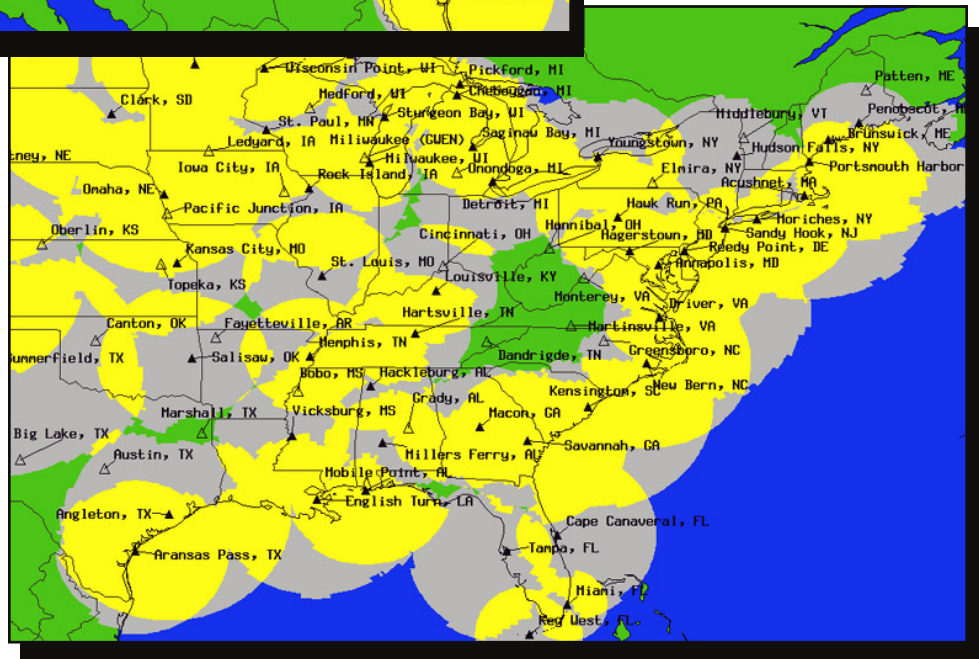 Wisconsin Point, WI
Pickford, MI
Patten, ME
Clark, SD
Medford, WI
Cheboygan, MI
Penobscot, M
St. Paul, MN
Sturgeon Bay, WI
Middlebury, VT
Ledyard, IA
Miliwaukee (GWEN)
Saginaw Bay, MI
Youngstown, NY
Hudson Falls, NY
Brunswick, ME
tney, NE
Iowa City, IA
Milwaukee, WI
Onondoga, MI
Elmira, NY
Portsmouth Harbor
Omaha, NE
Rock Island, IA
Acushnet, MA
Pacific Junction, IA
Detroit, MI
Hawk Run, PA
Moriches, NY
Oberlin, KS
Cincinnati, OH
Hannibal, OH
Hagerstown, MD
Sandy Hook, NJ
Kansas City, MO
Reedy Point, DE
St. Louis, MO
Annapolis, MD
Topeka, KS
Louisville, KY
Monterey, VA
Driver, VA
Canton, OK
Fayetteville, AR
Hartsville, TN
Martinsville, VA
Summerfield, TX
Salisaw, OK
Memphis, TN
Dandrigde, TN
Greensboro, NC
Bobo, MS
Hackleburg, AL
New Bern, NC
Kensington, SC
Marshall, TX
Vicksburg, MS
Grady, AL
Macon, GA
Big Lake, TX
Savannah, GA
Austin, TX
Millers Ferry, AL
Mobile Point, AL
Angleton, TX
English Turn, LA
Cape Canaveral, FL
Aransas Pass, TX
Tampa, FL
Miami, FL
Key West, FL